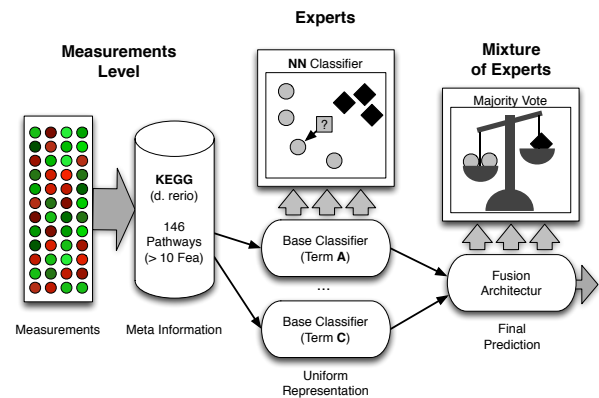 Experts
Measurements
Level
NN Classifier
?
Mixture
of Experts
Majority Vote
KEGG
(d. rerio)
146
Pathways
(> 10 Fea)
Base Classifier
(Term A)
...
Base Classifier
(Term C)
Fusion
Architectur
Measurements
Meta Information
Uniform
Representation
Final
Prediction